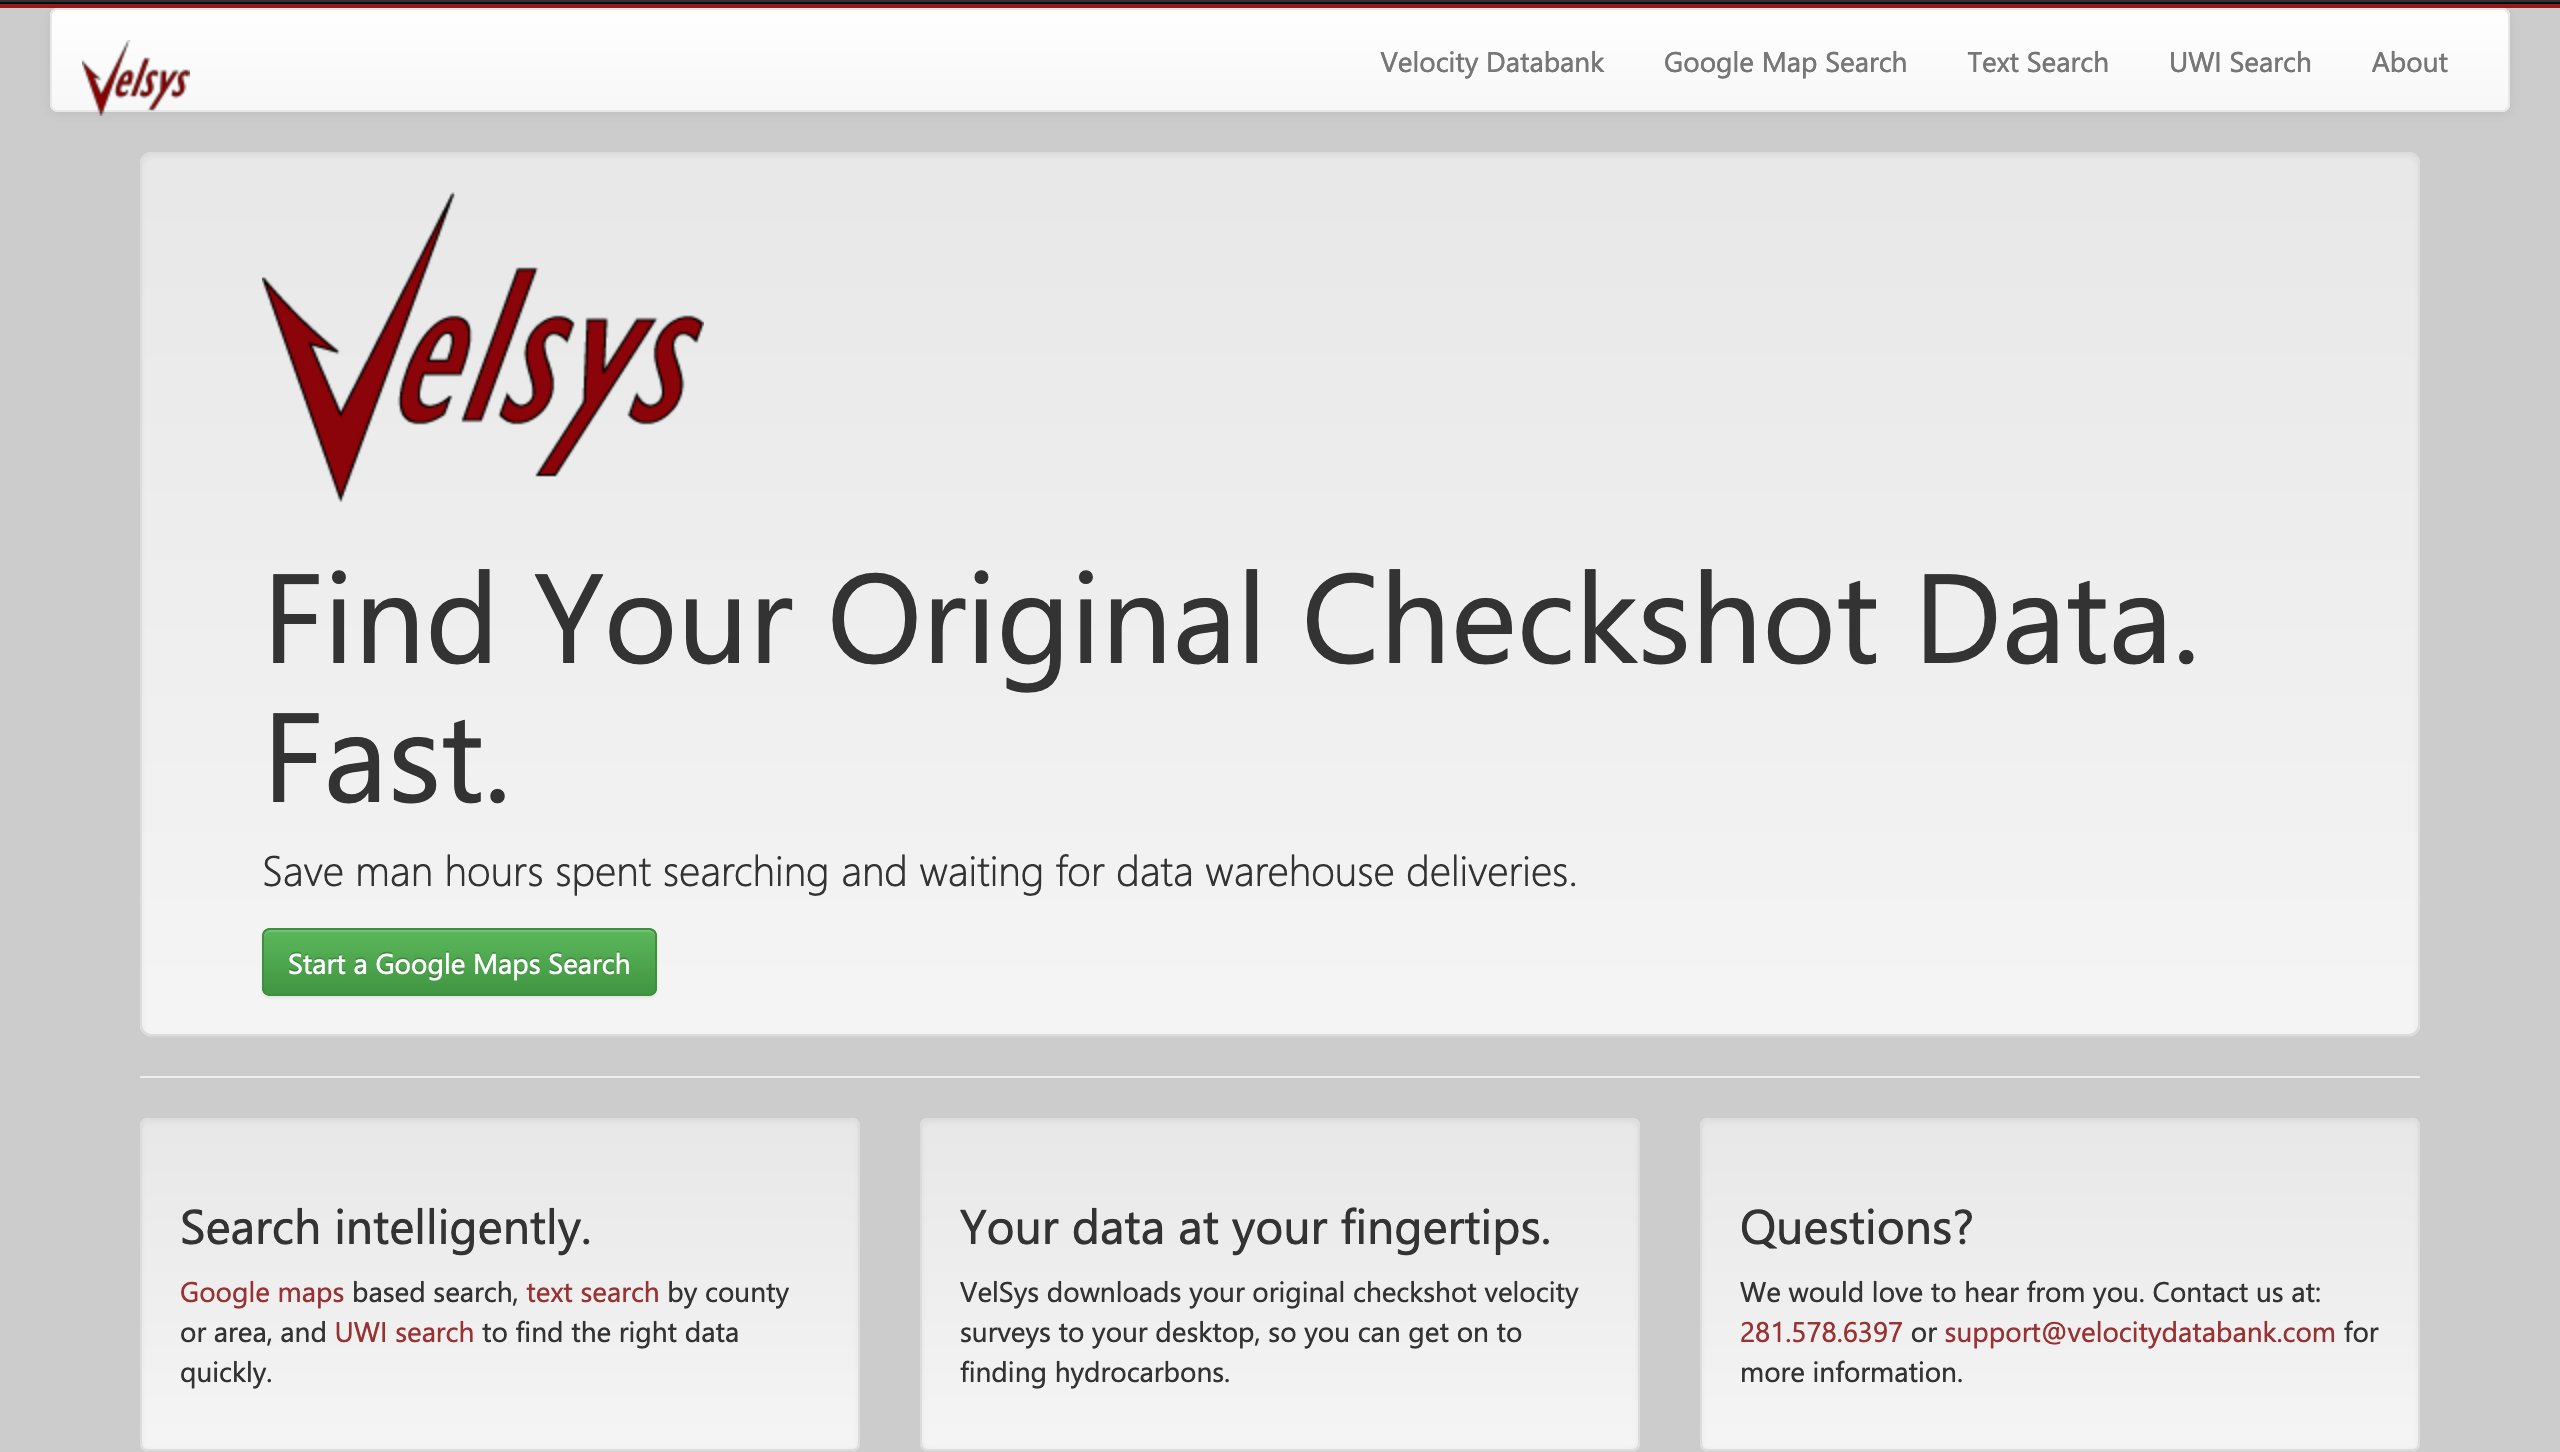 Velsys
Velocity Databank
Google Map Search
Text Search
UWI Search
About
Velsys
Find Your Original Checkshot Data.
Fast.
Save man hours spent searching and waiting for data warehouse deliveries.
Start a Google Maps Search
Search intelligently.
Google maps based search, text search by county
or area, and UWI search to find the right data
quickly.
Your data at your fingertips.
VelSys downloads your original checkshot velocity
surveys to your desktop, so you can get on to
finding hydrocarbons.
Questions?
We would love to hear from you. Contact us at:
281.578.6397 or support@velocitydatabank.com for
more information.